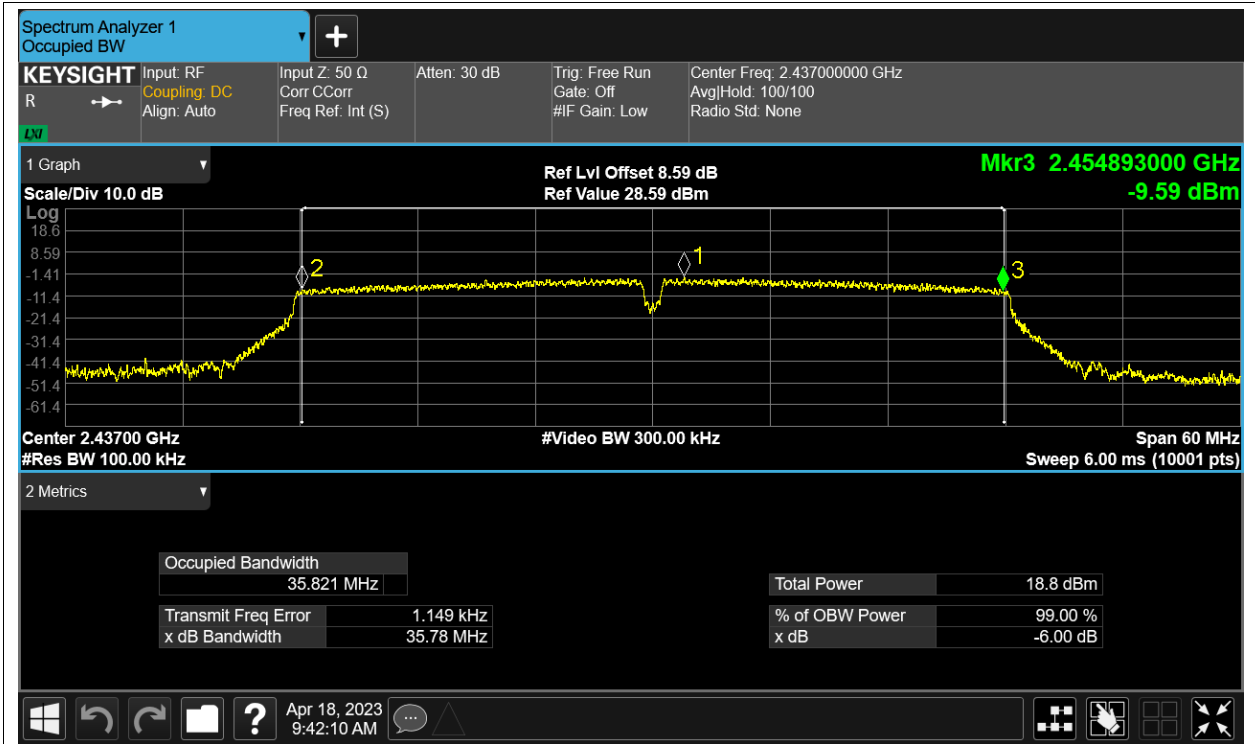 Spectrum Analyzer 1
Occupied BW
+
KEYSIGHT
R
LXI
Input: RF
Coupling: DC
Align: Auto
Input Z: 50 Ω
Corr CCorr
Freq Ref: Int (S)
Atten: 30 dB
Trig: Free Run
Gate: Off
#IF Gain: Low
Center Freq: 2.437000000 GHz
Avg|Hold: 100/100
Radio Std: None
1 Graph
Scale/Div 10.0 dB
Ref Lvl Offset 8.59 dB
Ref Value 28.59 dBm
Mkr3 2.454893000 GHz
-9.59 dBm
Log
18.6
8.59
-1.41
-11.4
-21.4
-31.4
-41.4
-51.4
-61.4
2
1
3
Center 2.43700 GHz
#Video BW 300.00 kHz
Span 60 MHz
#Res BW 100.00 kHz
Sweep 6.00 ms (10001 pts)
2 Metrics
Occupied Bandwidth
35.821 MHz
Transmit Freq Error 1.149 kHz
x dB Bandwidth 35.78 MHz
Total Power 18.8 dBm
% of OBW Power 99.00 %
x dB -6.00 dB
?
Apr 18, 2023
9:42:10 AM